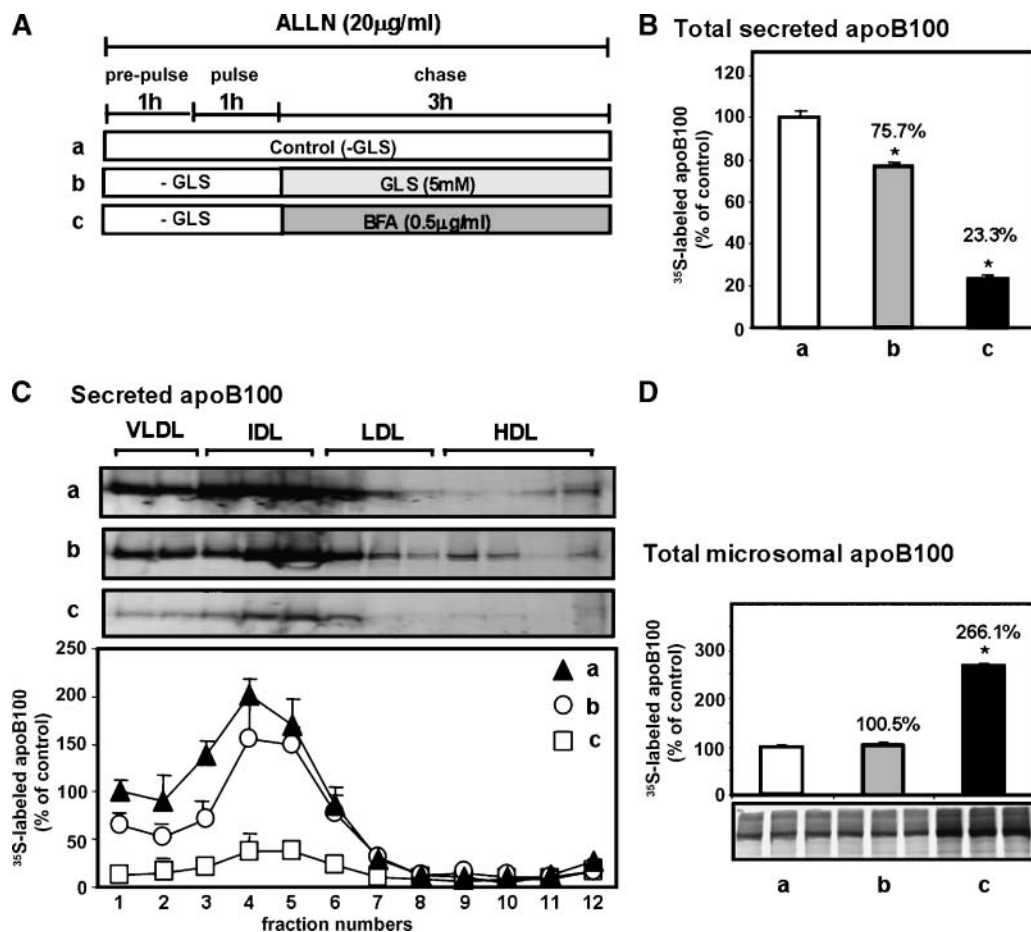 A
ALLN (20µg/ml)
pre-pulse pulse chase
1h 1h 3h
a Control (-GLS)
b - GLS GLS (5mM)
c - GLS BFA (0.5µg/ml)
B Total secreted apoB100
³⁵S-labeled apoB100
(% of control)
120
100
80
60
40
20
0
75.7%
*
23.3%
*
a b c
C Secreted apoB100
VLDL IDL LDL HDL
a
b
c
³⁵S-labeled apoB100
(% of control)
250
200
150
100
50
0
a
b
c
1 2 3 4 5 6 7 8 9 10 11 12
fraction numbers
D
Total microsomal apoB100
³⁵S-labeled apoB100
(% of control)
300
200
100
0
100.5%
266.1%
*
a b c